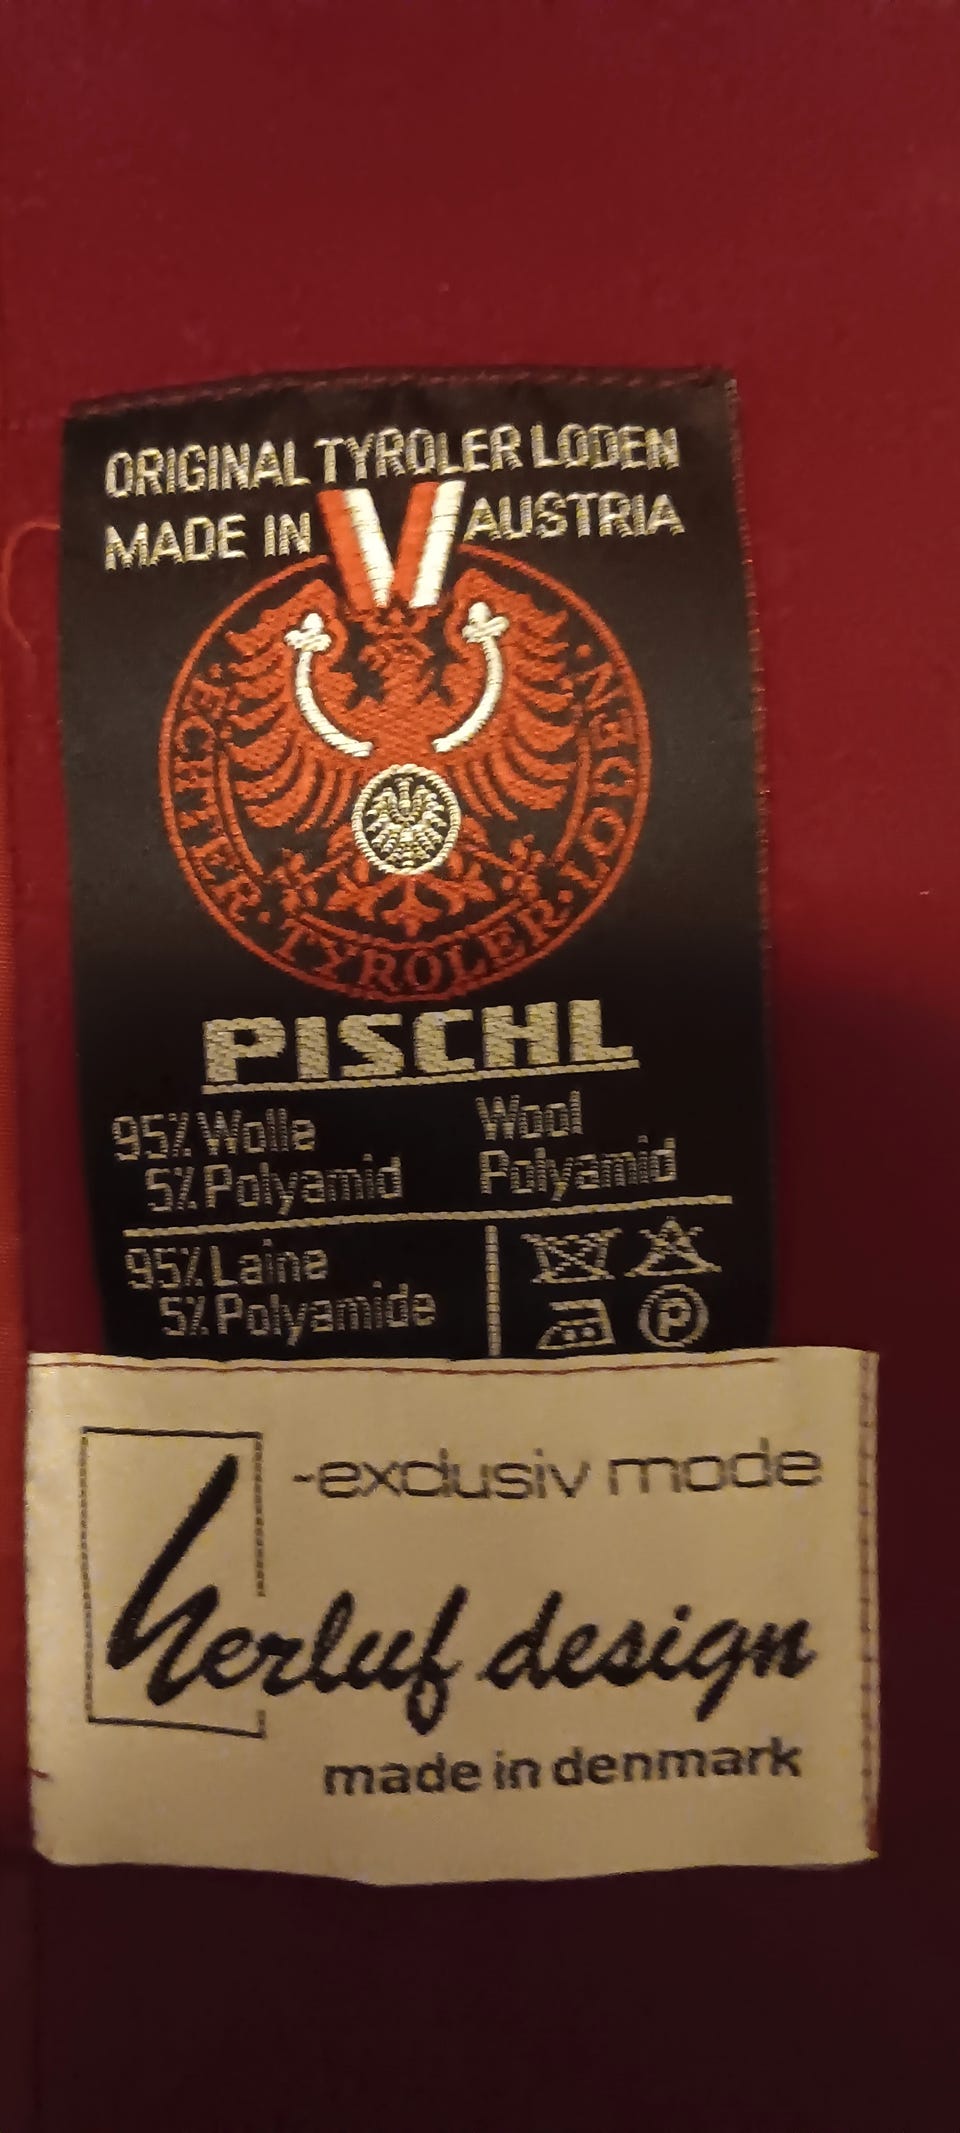 ORIGINAL TYROLER LODEN
MADE IN AUSTRIA
ECHTER · TYROLER · LODEN ·
PISCHL
95% Wolle Wool
5% Polyamid Polyamid
95% Laine
5% Polyamide
P
-exclusiv mode
herluf design
made in denmark